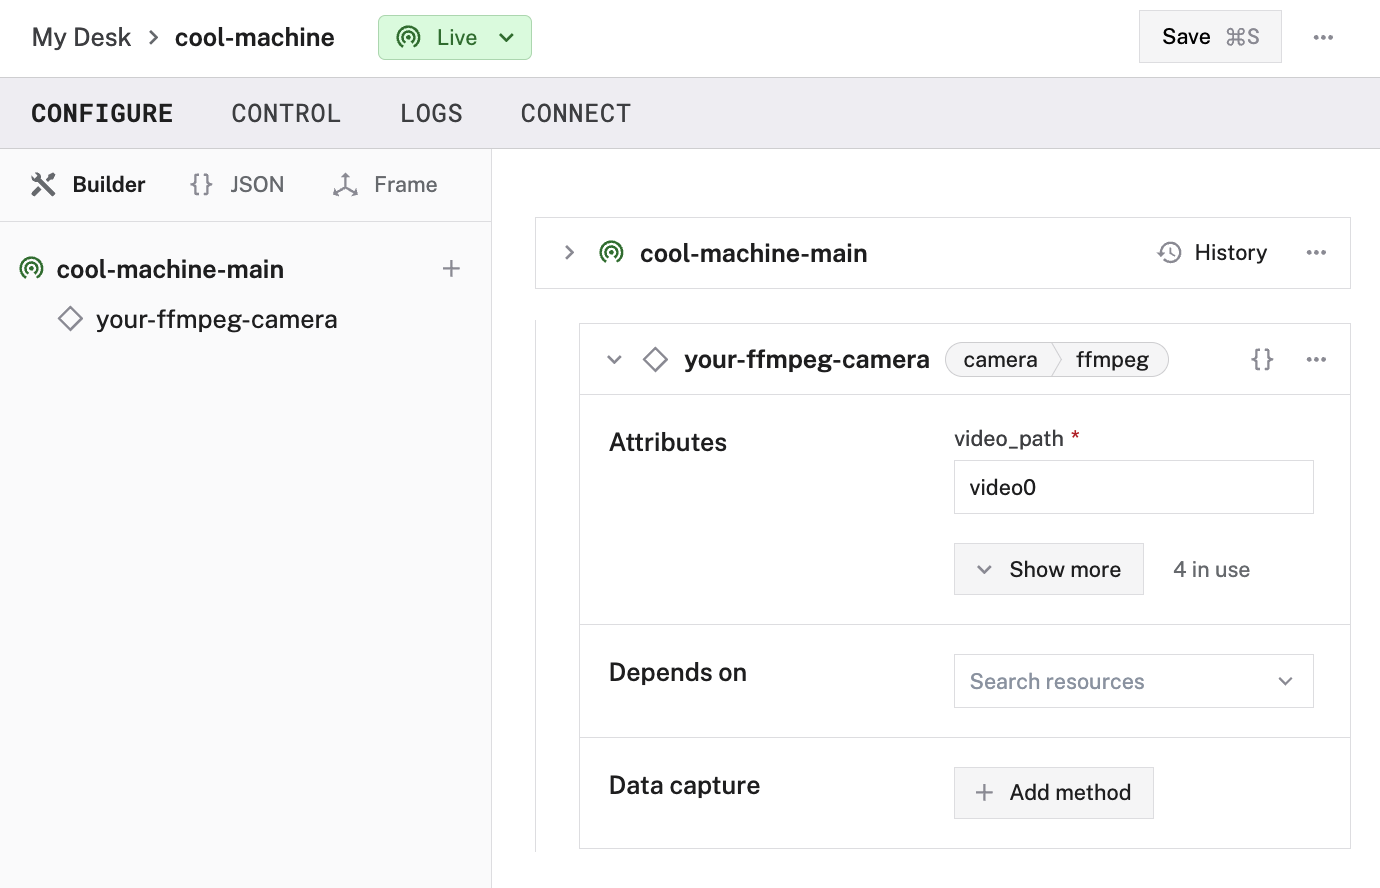 My Desk > cool-machine Live Save ⌘S ...
CONFIGURE CONTROL LOGS CONNECT
Builder {} JSON Frame
cool-machine-main +
your-ffmpeg-camera
cool-machine-main History ...
your-ffmpeg-camera camera ffmpeg {} ...
Attributes
video_path *
video0
Show more 4 in use
Depends on
Search resources
Data capture
+ Add method